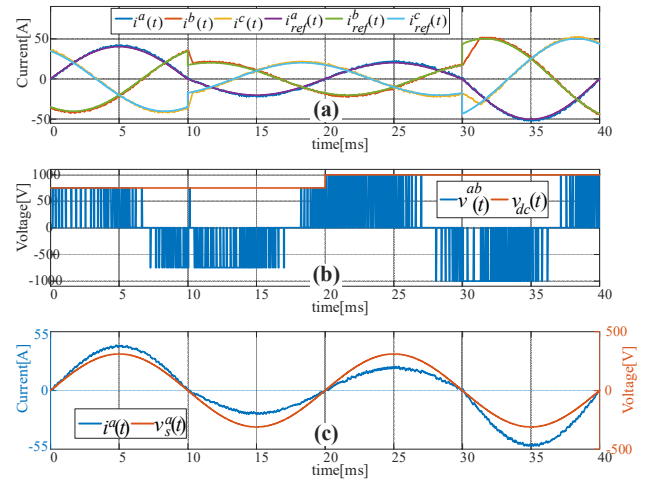 i^a(t) i^b(t) i^c(t) i^a_ref(t) i^b_ref(t) i^c_ref(t)
Current[A]
50
0
-50
0 5 10 15 20 25 30 35 40
(a)
time[ms]
Voltage[V]
1000
500
0
-500
-1000
v^ab(t) v_dc(t)
0 5 10 15 20 25 30 35 40
(b)
time[ms]
Current[A]
55
0
-55
500
0
-500
Voltage[V]
i^a(t) v_s^a(t)
(c)
0 5 10 15 20 25 30 35 40
time[ms]